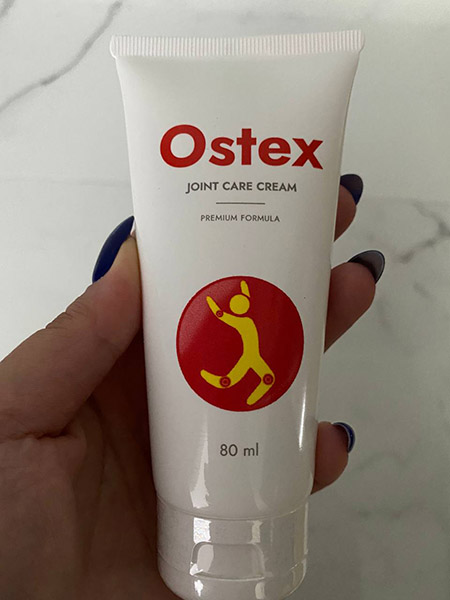 Ostex
JOINT CARE CREAM
PREMIUM FORMULA
80 ml